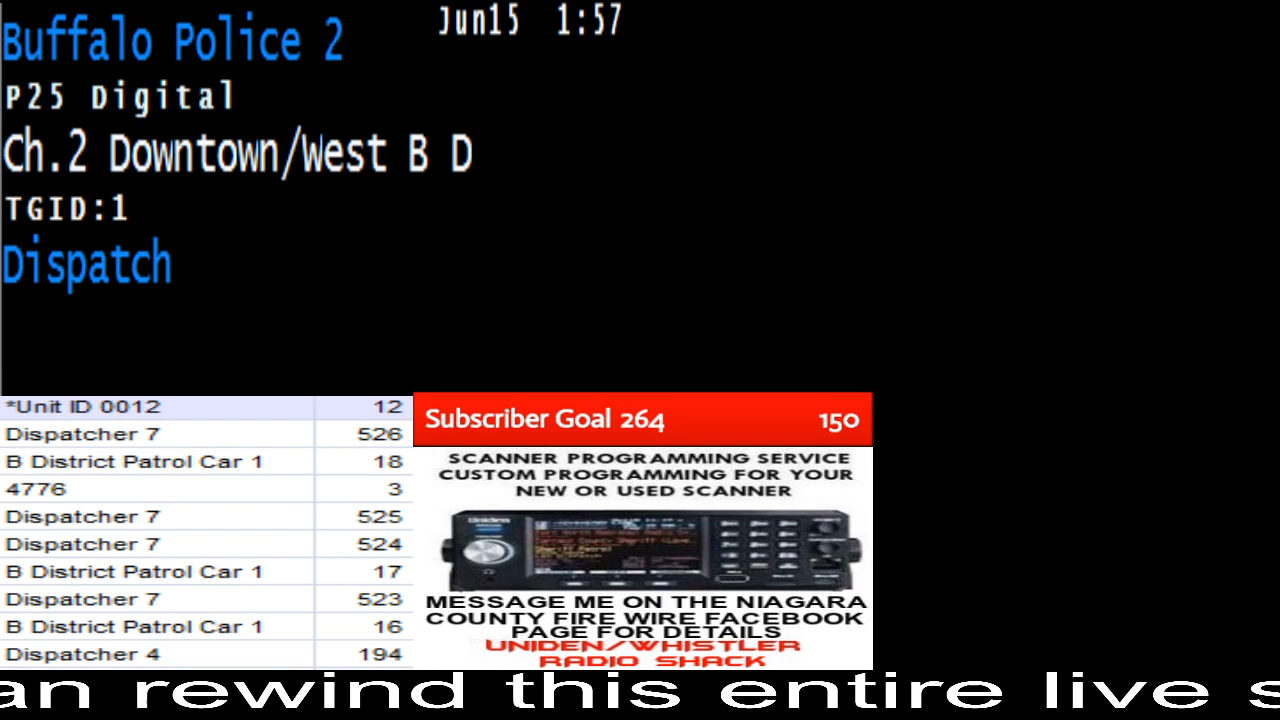 Buffalo Police 2
Jun15 1:57
P25 Digital
Ch.2 Downtown/West B D
TGID:1
Dispatch
*Unit ID 0012 12
Dispatcher 7 526
B District Patrol Car 1 18
4776 3
Dispatcher 7 525
Dispatcher 7 524
B District Patrol Car 1 17
Dispatcher 7 523
B District Patrol Car 1 16
Dispatcher 4 194
Subscriber Goal 264 150
SCANNER PROGRAMMING SERVICE
CUSTOM PROGRAMMING FOR YOUR
NEW OR USED SCANNER
Uniden
MESSAGE ME ON THE NIAGARA
COUNTY FIRE WIRE FACEBOOK
PAGE FOR DETAILS
UNIDEN/WHISTLER
RADIO SHACK
an rewind this entire live s